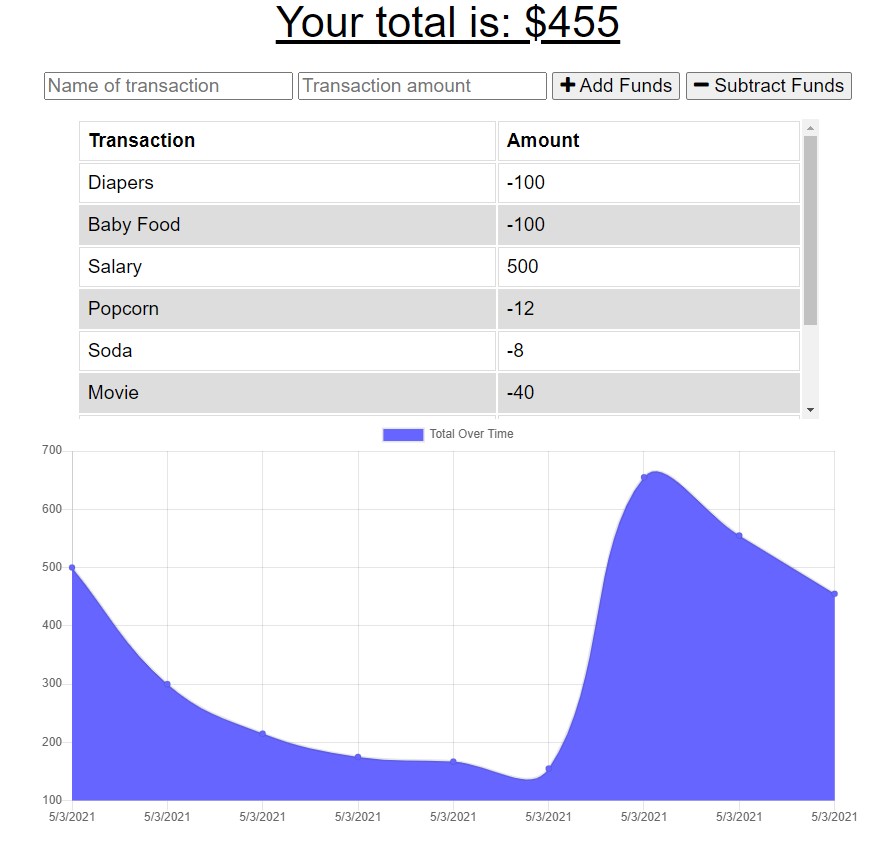 Your total is: $455
Name of transaction Transaction amount Add Funds Subtract Funds
Transaction Amount
Diapers -100
Baby Food -100
Salary 500
Popcorn -12
Soda -8
Movie -40
Total Over Time
700
600
500
400
300
200
100
5/3/2021 5/3/2021 5/3/2021 5/3/2021 5/3/2021 5/3/2021 5/3/2021 5/3/2021 5/3/2021